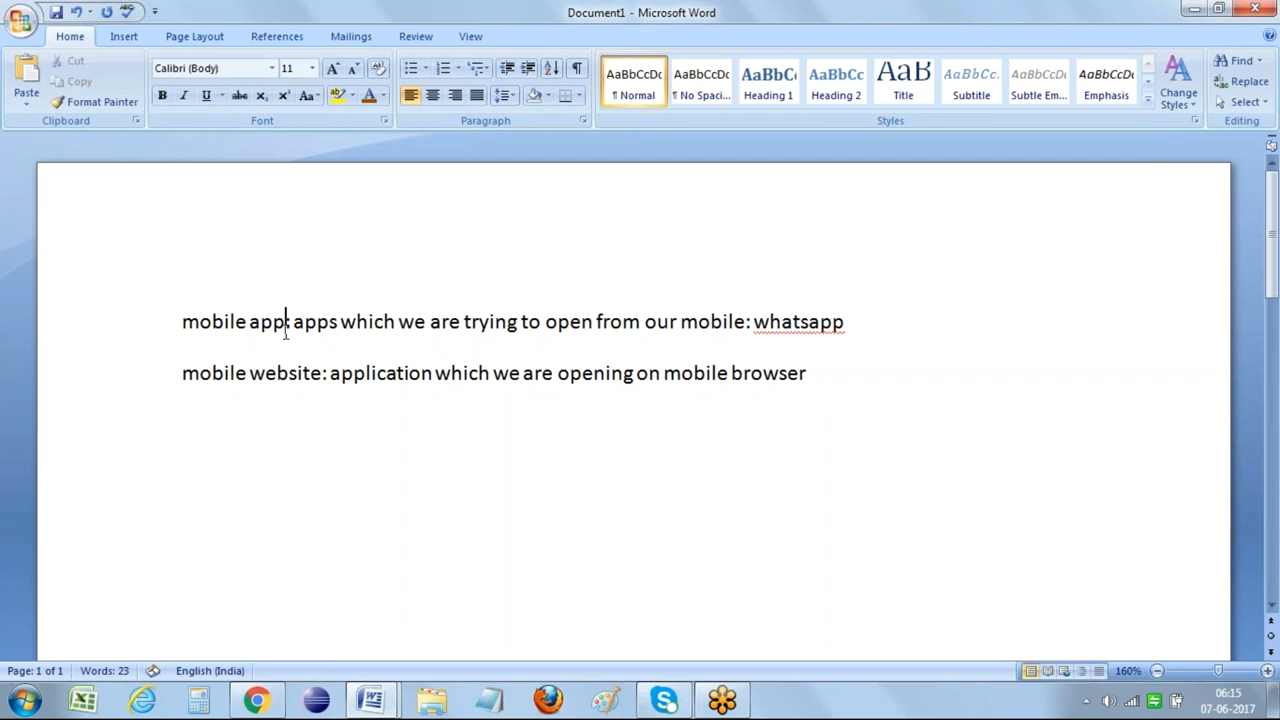 Document1 - Microsoft Word
Home Insert Page Layout References Mailings Review View
Paste
Cut
Copy
Format Painter
Clipboard
Calibri (Body) 11
Font
Paragraph
AaBbCcDc AaBbCcDc AaBbCc AaBbCc AaB AaBbCc. AaBbCcDc AaBbCcDc
¶ Normal ¶ No Spaci... Heading 1 Heading 2 Title Subtitle Subtle Em... Emphasis
Change Styles
Styles
Find
Replace
Select
Editing
mobile app: apps which we are trying to open from our mobile: whatsapp
mobile website: application which we are opening on mobile browser
Page: 1 of 1 Words: 23 English (India) 160%
06:15
07-06-2017